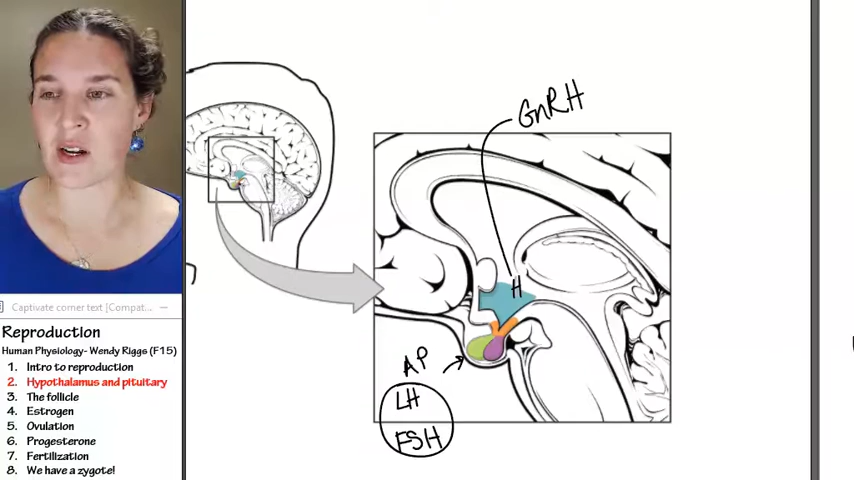 GnRH
H
AP
LH
FSH
Captivate corner text [Compat...
Reproduction
Human Physiology- Wendy Riggs (F15)
1. Intro to reproduction
2. Hypothalamus and pituitary
3. The follicle
4. Estrogen
5. Ovulation
6. Progesterone
7. Fertilization
8. We have a zygote!